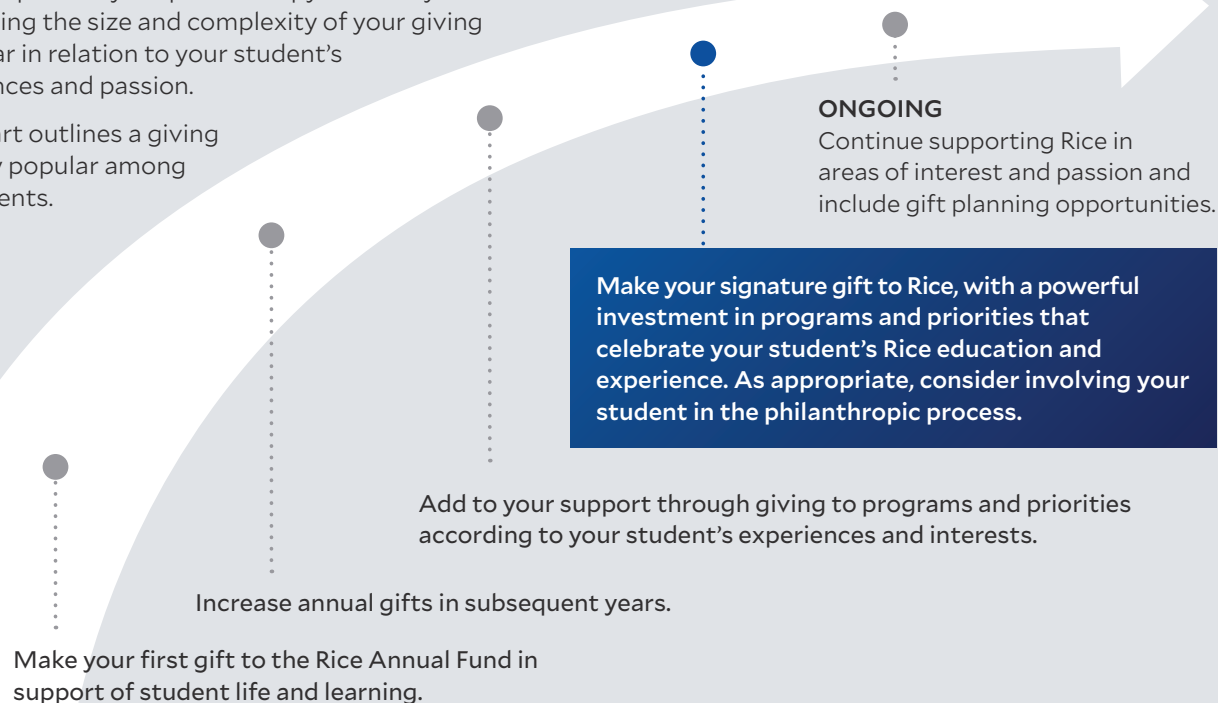 ing the size and complexity of your giving
ar in relation to your student's
nces and passion.
art outlines a giving
popular among
ents.
ONGOING
Continue supporting Rice in
areas of interest and passion and
include gift planning opportunities.
Make your signature gift to Rice, with a powerful
investment in programs and priorities that
celebrate your student's Rice education and
experience. As appropriate, consider involving your
student in the philanthropic process.
Add to your support through giving to programs and priorities
according to your student's experiences and interests.
Increase annual gifts in subsequent years.
Make your first gift to the Rice Annual Fund in
support of student life and learning.